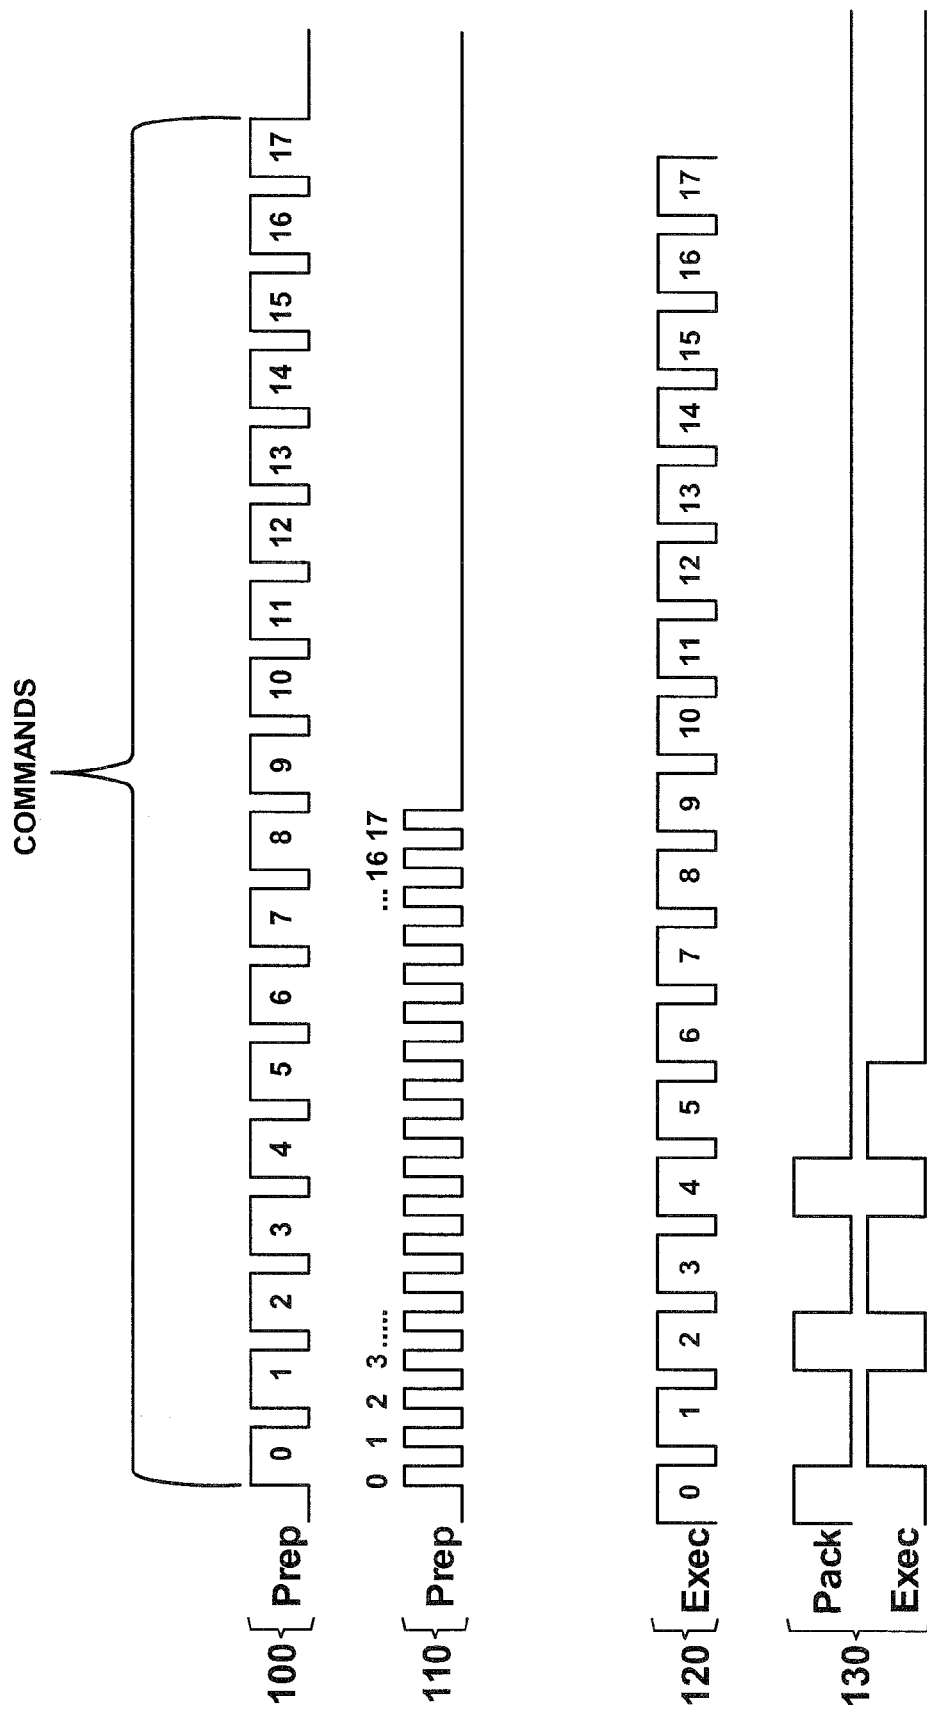 COMMANDS
100 Prep 0 1 2 3 4 5 6 7 8 9 10 11 12 13 14 15 16 17
110 Prep 0 1 2 3 ..... ... 16 17
120 Exec 0 1 2 3 4 5 6 7 8 9 10 11 12 13 14 15 16 17
130 Pack
Exec